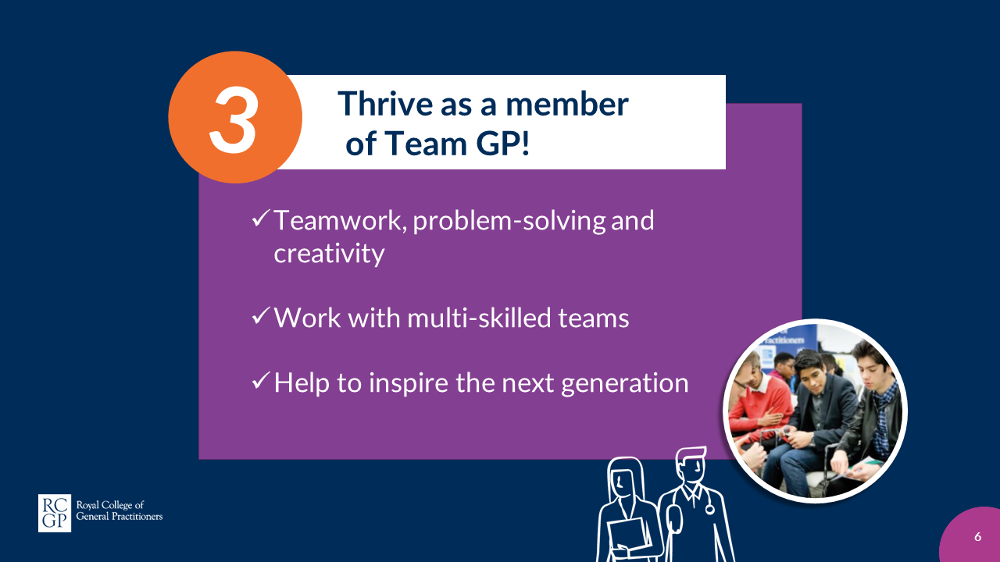 3
Thrive as a member
of Team GP!
✓Teamwork, problem-solving and
creativity
✓Work with multi-skilled teams
✓Help to inspire the next generation
RC
GP
Royal College of
General Practitioners
6